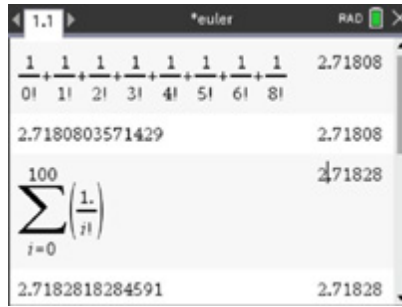 1.1 *euler RAD
1/0! + 1/1! + 1/2! + 1/3! + 1/4! + 1/5! + 1/6! + 1/8! 2.71808
2.7180803571429 2.71808
100
∑ (1./i!) 2.71828
i=0
2.7182818284591 2.71828